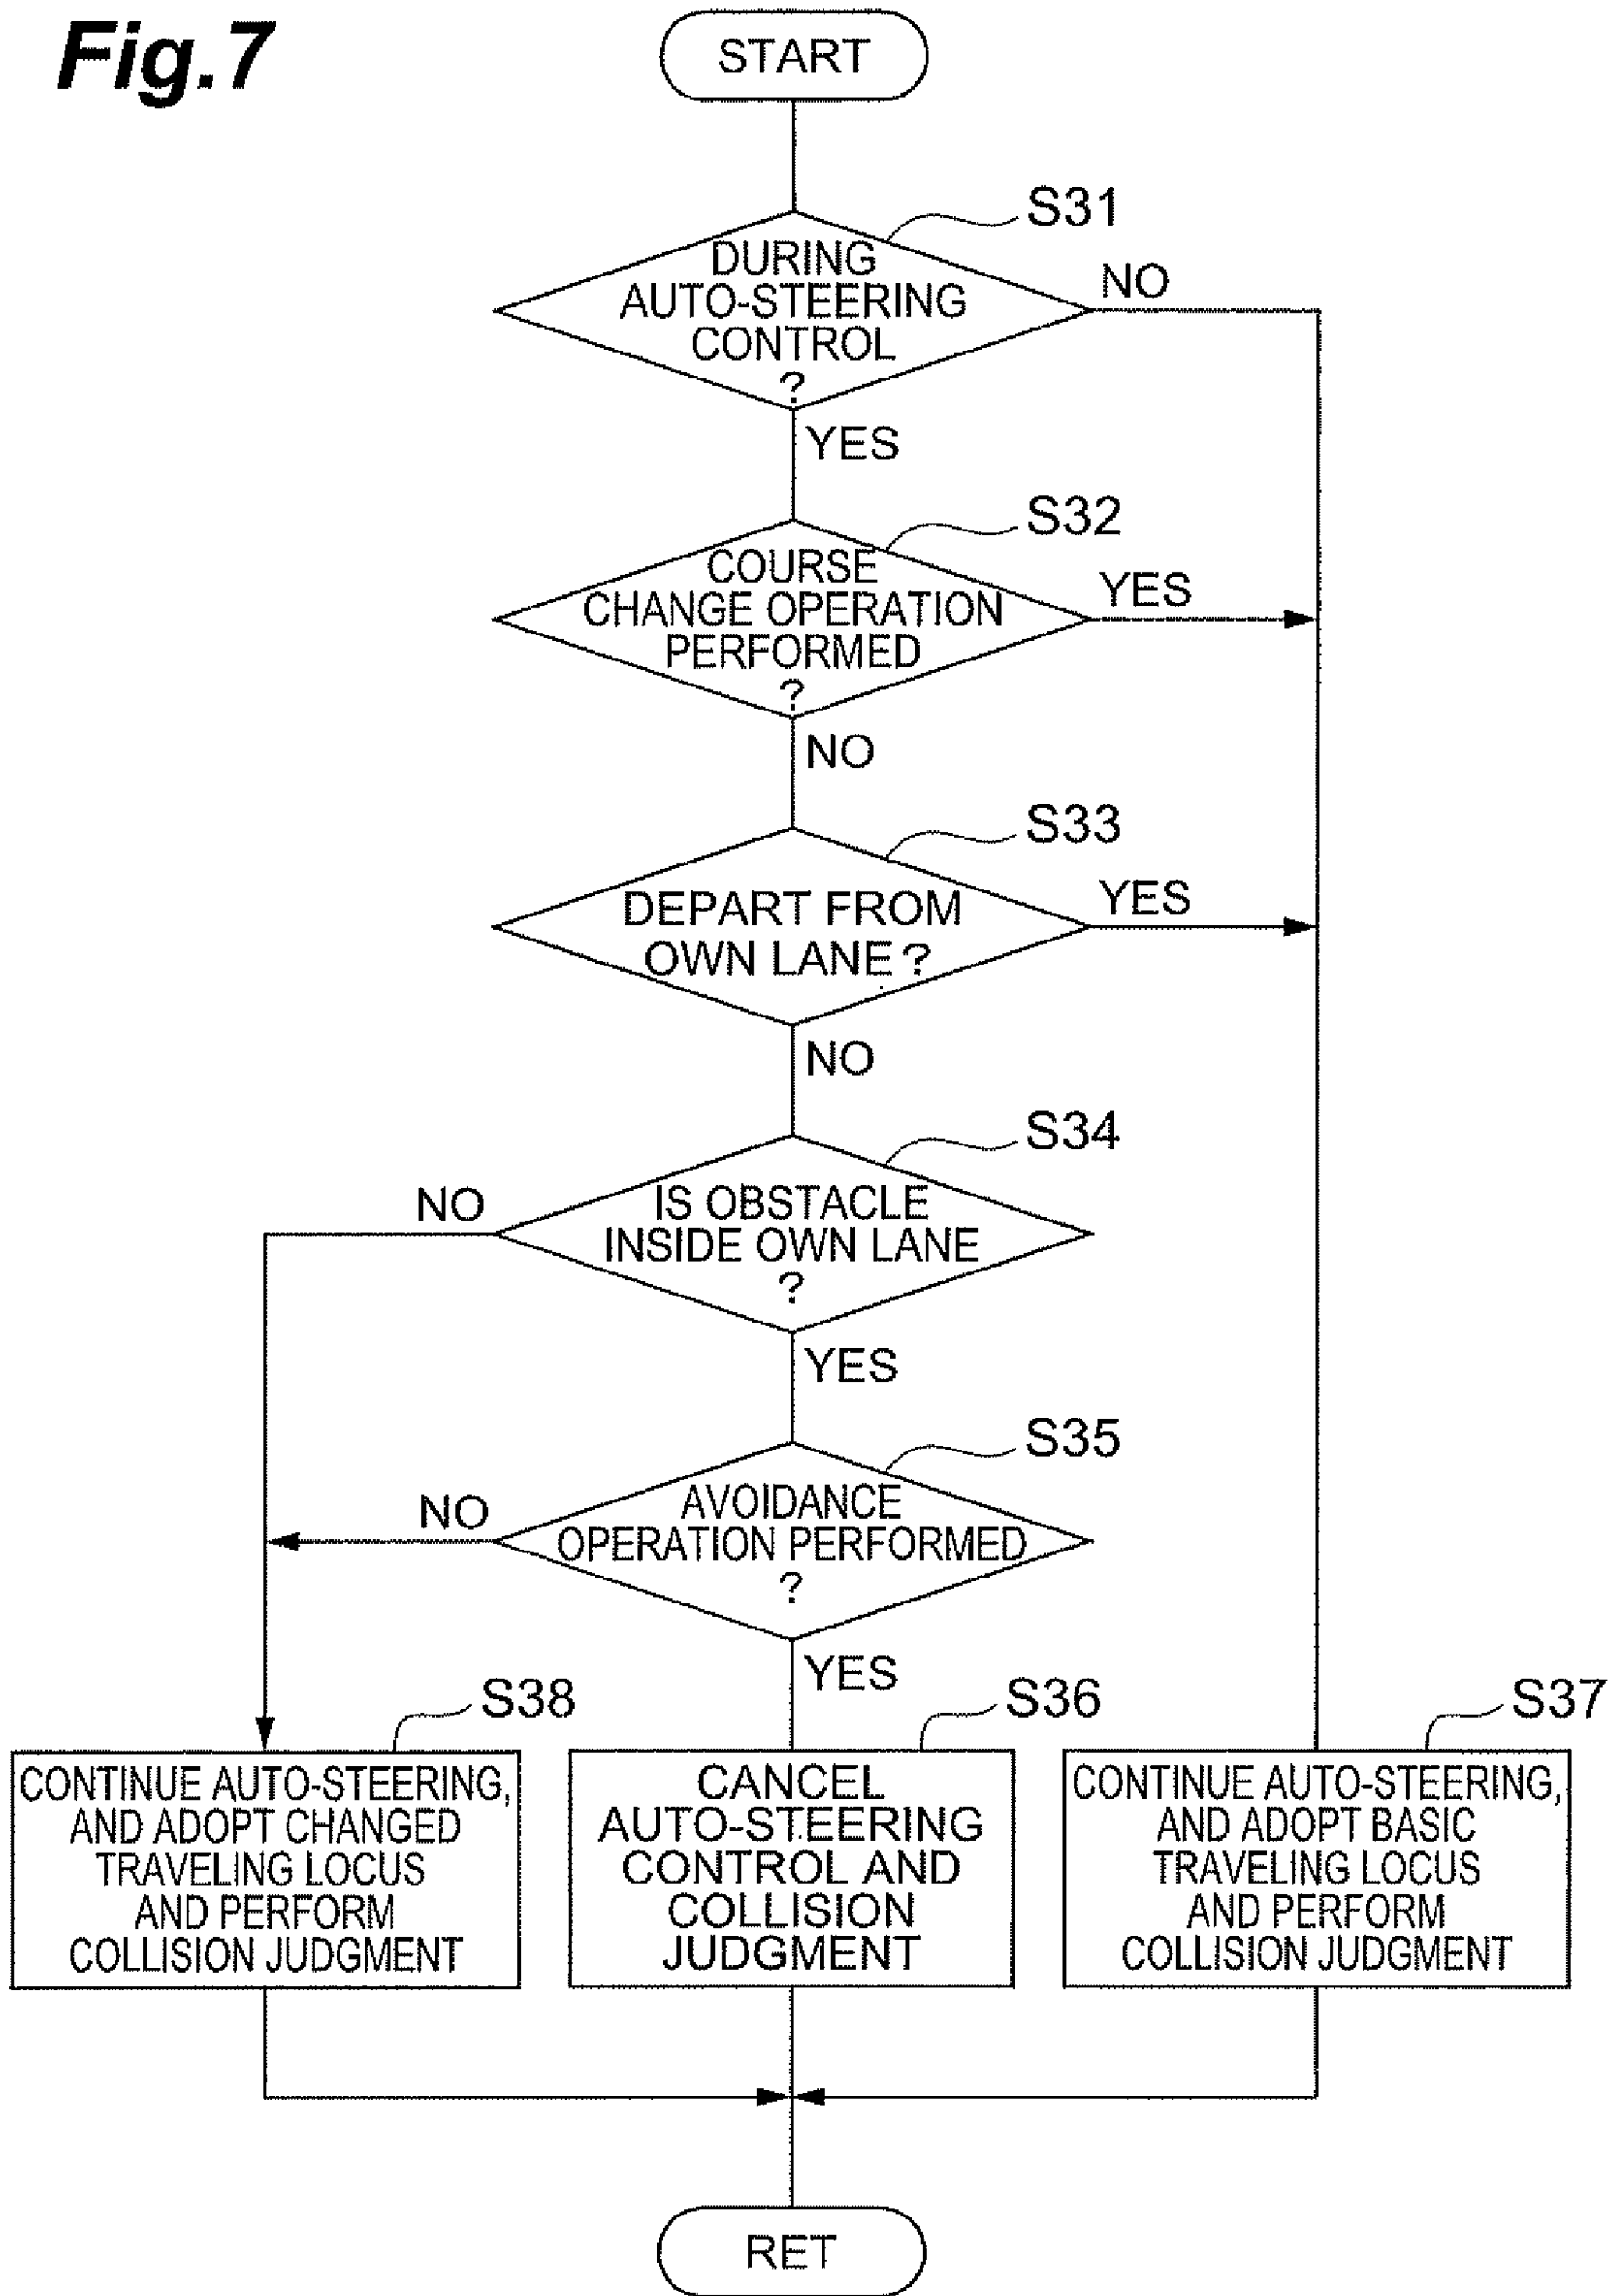 Fig.7
START
S31
DURING
AUTO-STEERING
CONTROL
?
NO
YES
S32
COURSE
CHANGE OPERATION
PERFORMED
?
YES
NO
S33
DEPART FROM
OWN LANE?
YES
NO
S34
IS OBSTACLE
INSIDE OWN LANE
?
NO
YES
S35
AVOIDANCE
OPERATION PERFORMED
?
NO
YES
S38
CONTINUE AUTO-STEERING,
AND ADOPT CHANGED
TRAVELING LOCUS
AND PERFORM
COLLISION JUDGMENT
S36
CANCEL
AUTO-STEERING
CONTROL AND
COLLISION
JUDGMENT
S37
CONTINUE AUTO-STEERING,
AND ADOPT BASIC
TRAVELING LOCUS
AND PERFORM
COLLISION JUDGMENT
RET